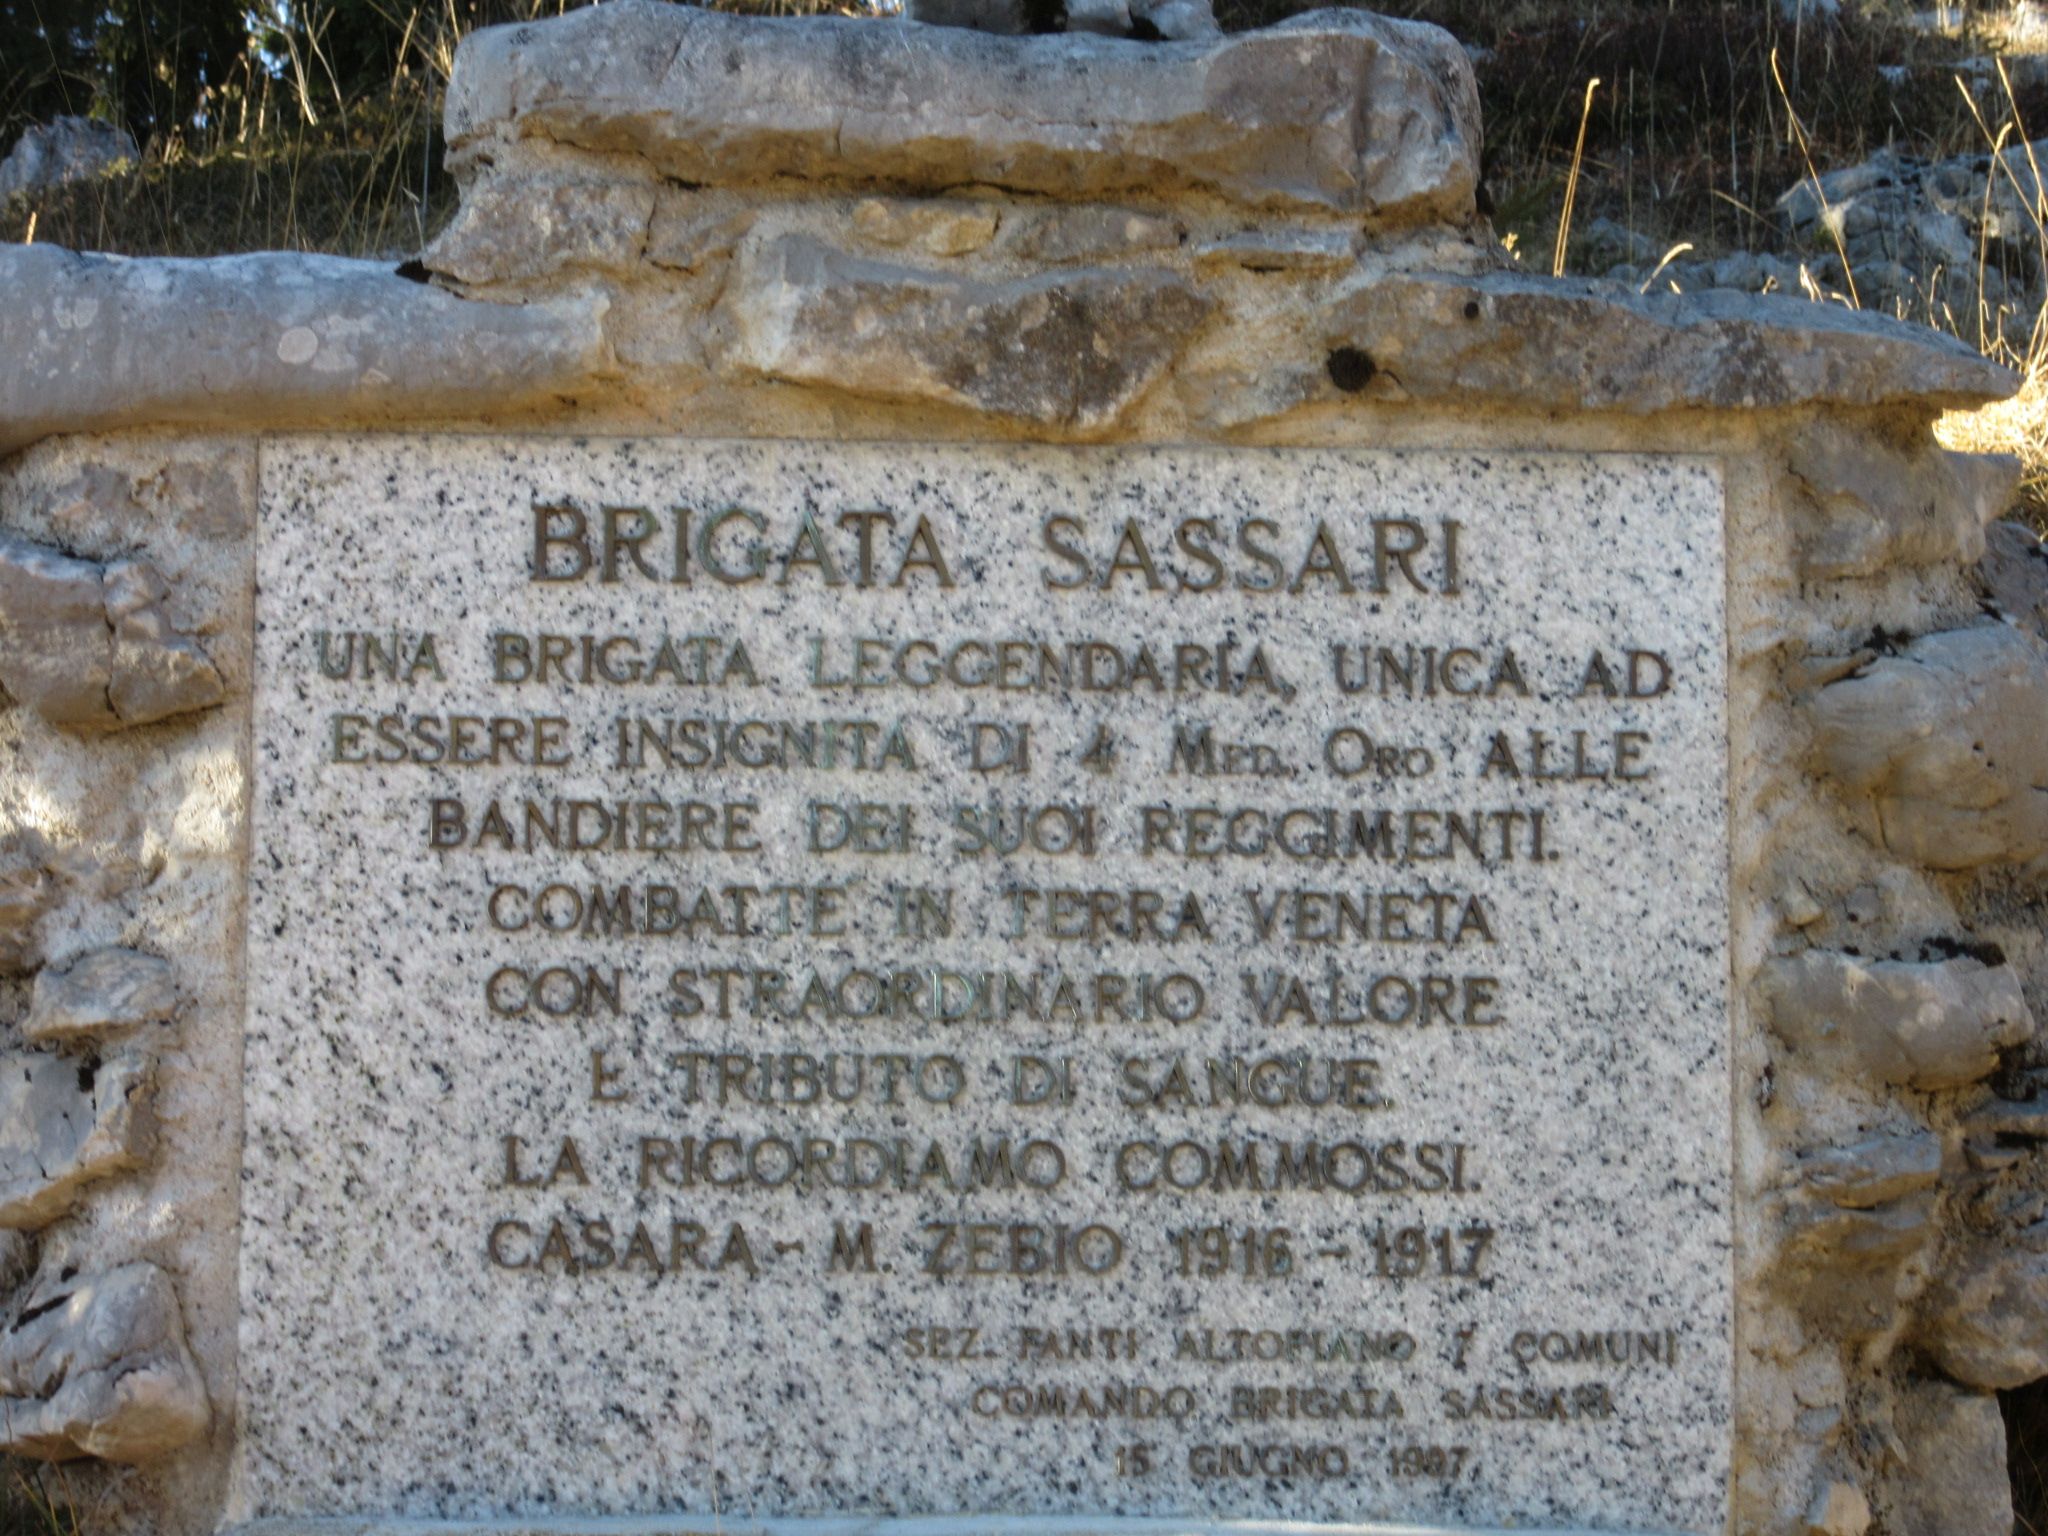 BRIGATA SASSARI
UNA BRIGATA LEGGENDARIA, UNICA AD
ESSERE INSIGNITA DI 4 MED. ORO ALLE
BANDIERE DEI SUOI REGGIMENTI.
COMBATTE IN TERRA VENETA
CON STRAORDINARIO VALORE
E TRIBUTO DI SANGUE.
LA RICORDIAMO COMMOSSI.
CASARA - M. ZEBIO 1916 - 1917
SEZ. FANTI ALTOPIANO 7 COMUNI
COMANDO BRIGATA SASSARI
15 GIUGNO